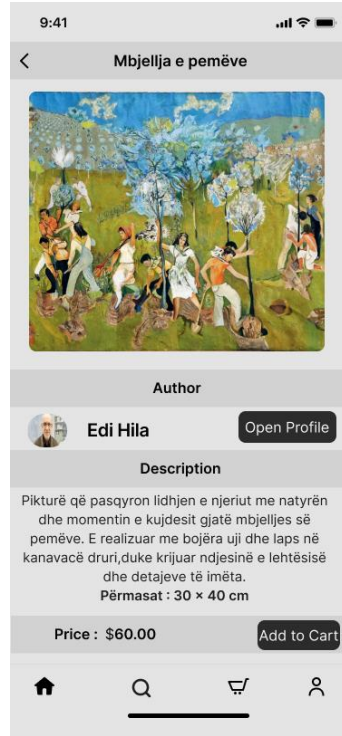 9:41
Mbjellja e pemëve
Author
Edi Hila
Open Profile
Description
Pikturë që pasqyron lidhjen e njeriut me natyrën
dhe momentin e kujdesit gjatë mbjelljes së
pemëve. E realizuar me bojëra uji dhe laps në
kanavacë druri,duke krijuar ndjesinë e lehtësisë
dhe detajeve të imëta.
Përmasat : 30 × 40 cm
Price : $60.00
Add to Cart